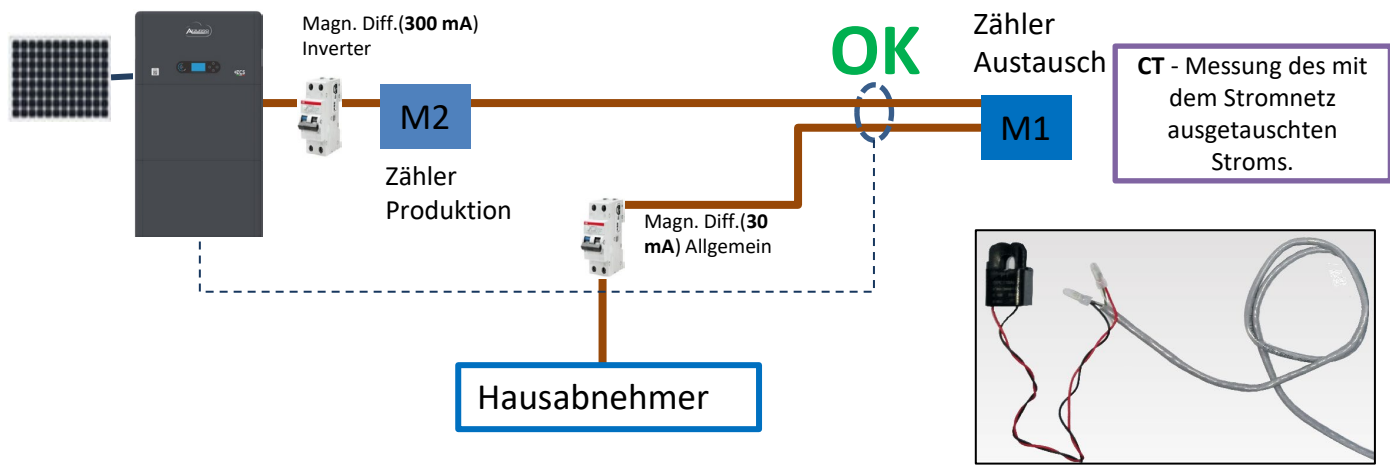 Magn. Diff.(300 mA)
Inverter
OK
Zähler
Austausch
CT - Messung des mit
dem Stromnetz
ausgetauschten
Stroms.
M2
M1
Zähler
Produktion
Magn. Diff.(30
mA) Allgemein
Hausabnehmer